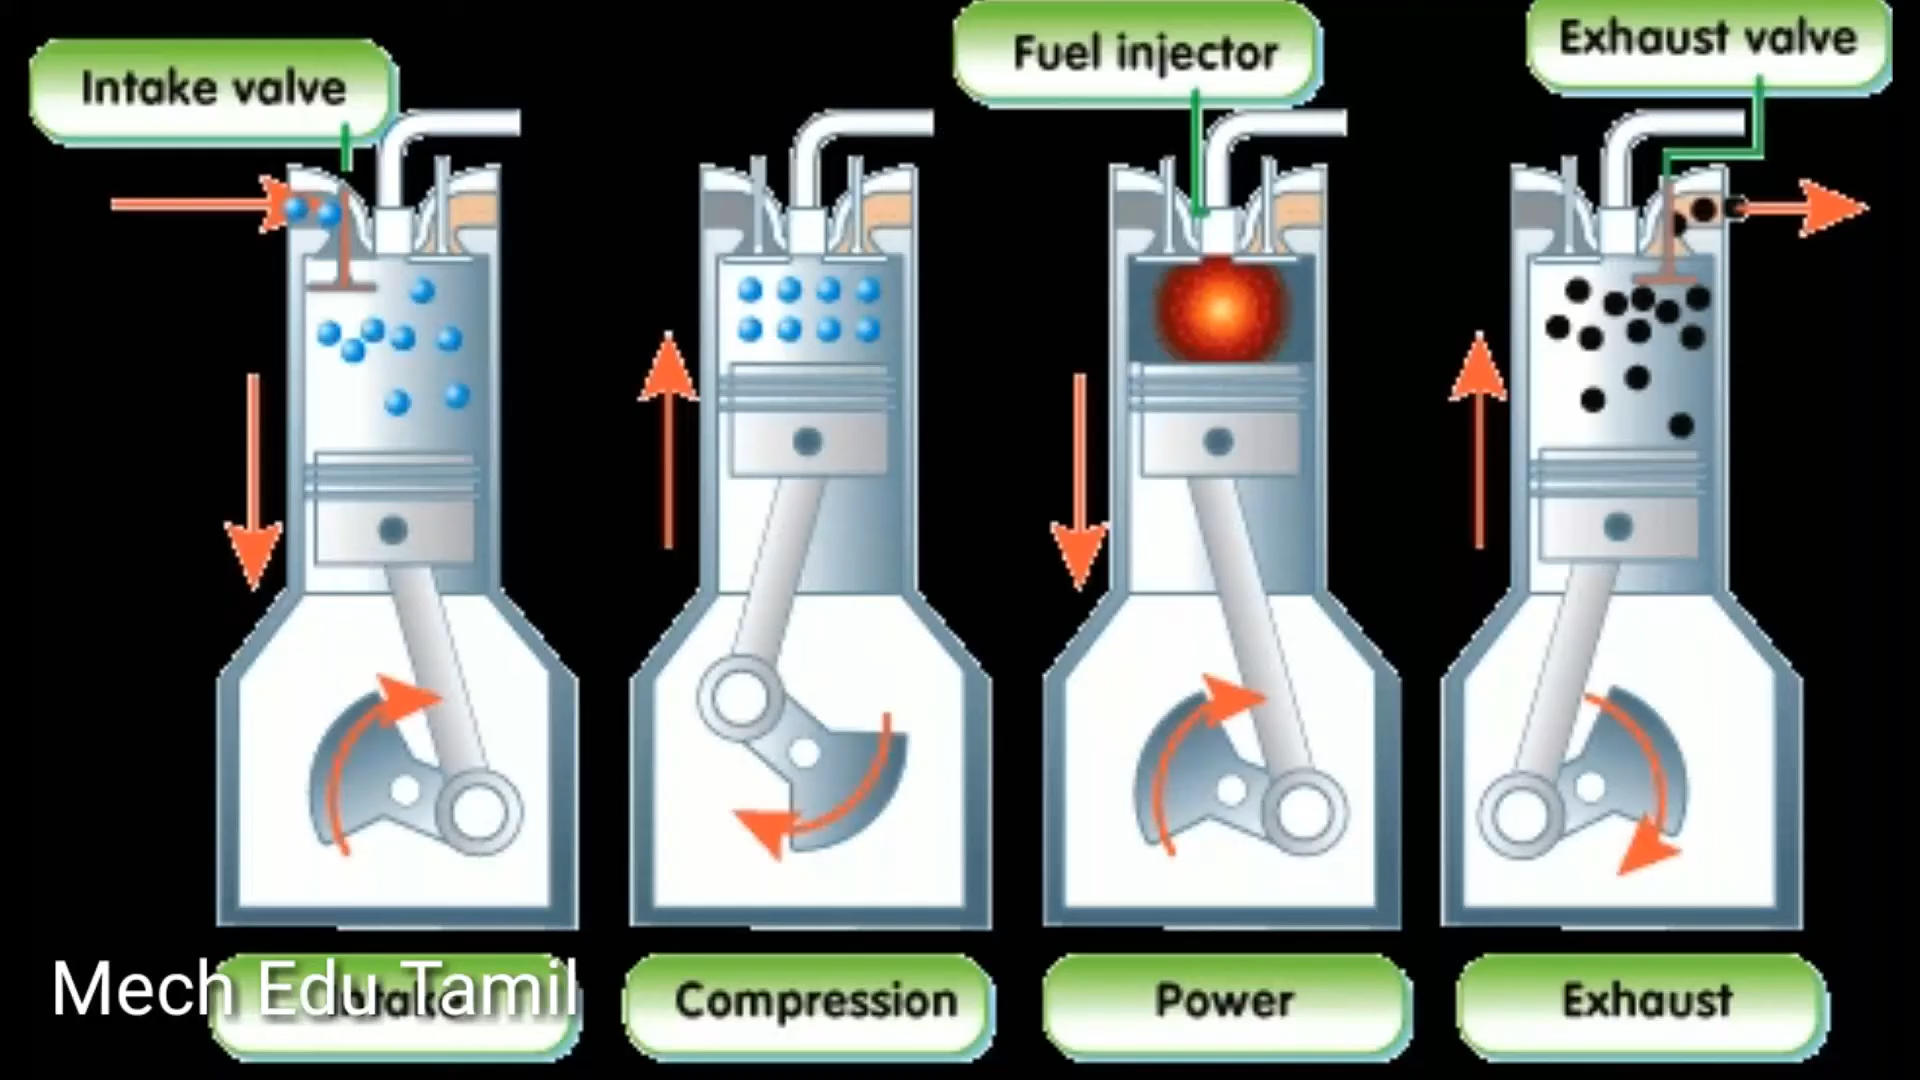 Intake valve
Fuel injector
Exhaust valve
Mech Edu Tamil
Compression
Power
Exhaust